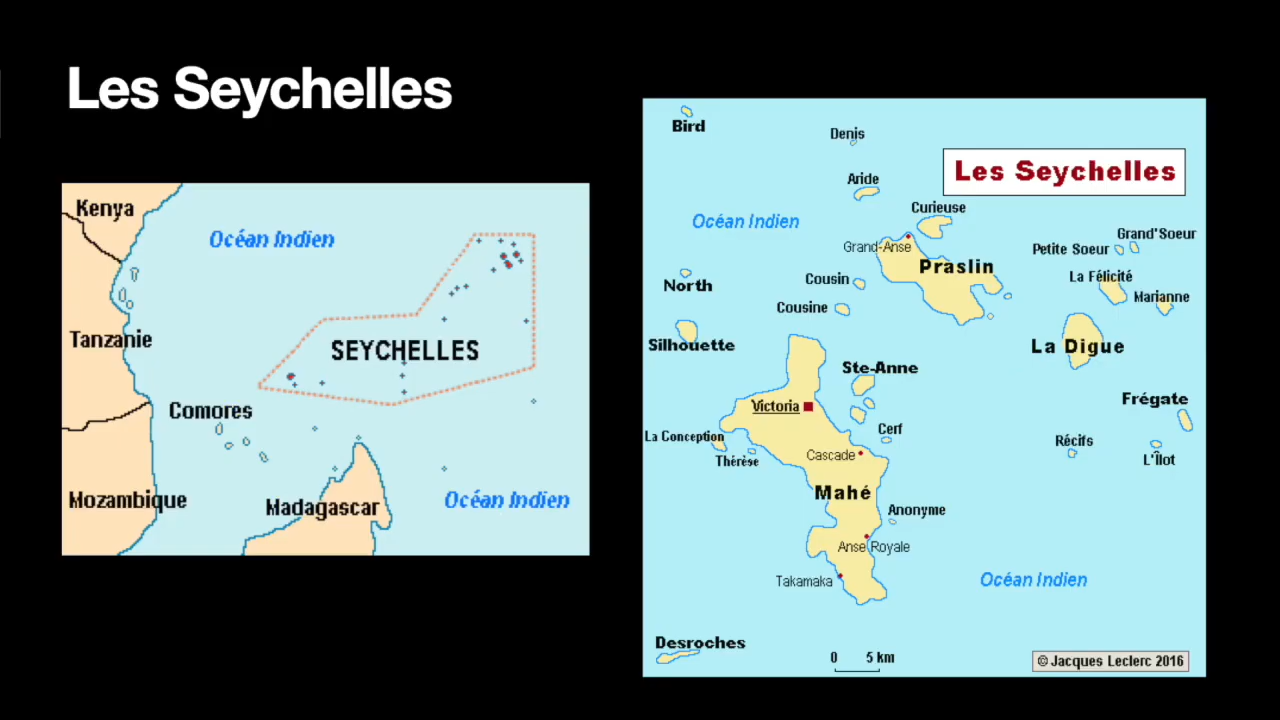 Les Seychelles
Kenya
Océan Indien
Tanzanie
SEYCHELLES
Comores
Mozambique
Madagascar
Océan Indien
Bird
Denis
Les Seychelles
Aride
Curieuse
Océan Indien
Grand-Anse
Grand'Soeur
Petite Soeur
Praslin
La Félicité
Cousin
North
Marianne
Cousine
Silhouette
La Digue
Ste-Anne
Victoria
Frégate
Cerf
La Conception
Récifs
Cascade
Thérèse
L'Îlot
Mahé
Anonyme
Anse Royale
Takamaka
Océan Indien
Desroches
0 5 km
© Jacques Leclerc 2016